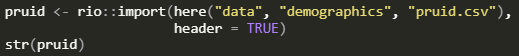 pruid <- rio::import(here("data", "demographics", "pruid.csv"),
                     header = TRUE)
str(pruid)